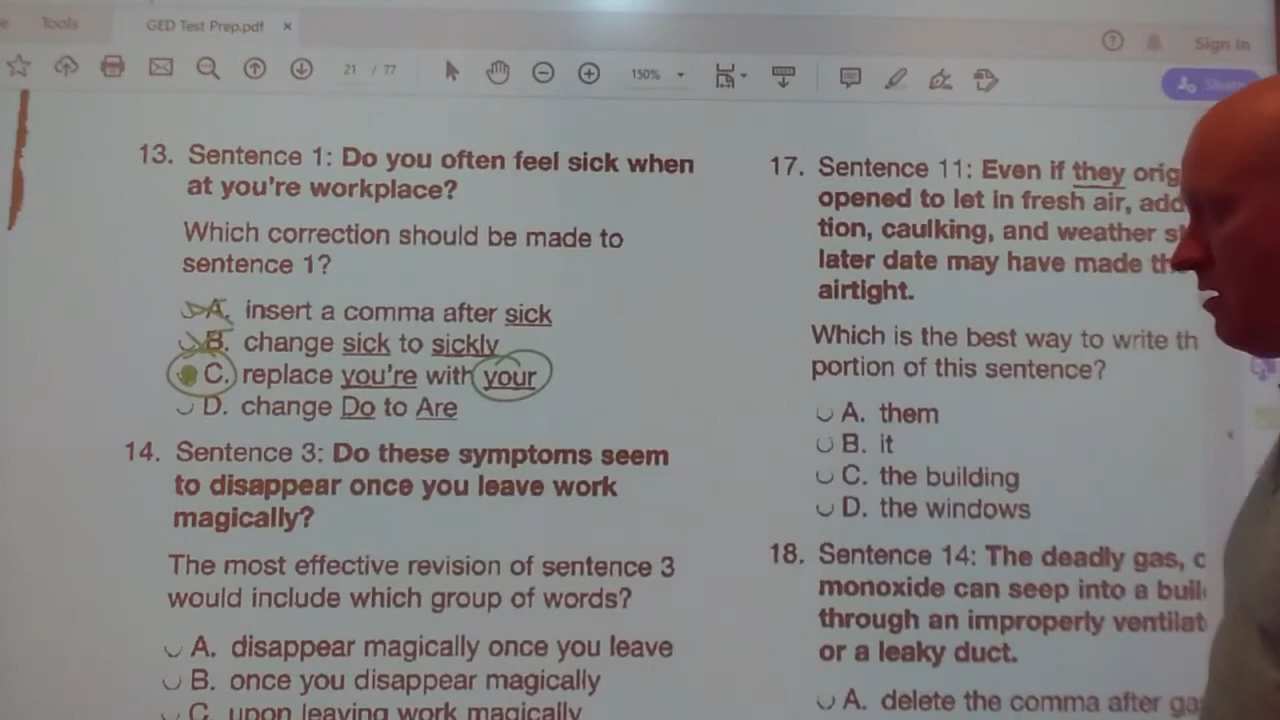 Tools
GED Test Prep.pdf ×
Sign In
21 / 77
150%
13. Sentence 1: Do you often feel sick when
at you're workplace?
Which correction should be made to
sentence 1?
A. insert a comma after sick
B. change sick to sickly
C. replace you're with your
D. change Do to Are
14. Sentence 3: Do these symptoms seem
to disappear once you leave work
magically?
The most effective revision of sentence 3
would include which group of words?
A. disappear magically once you leave
B. once you disappear magically
C. upon leaving work magically
17. Sentence 11: Even if they
opened to let in fresh air,
tion, caulking, and weather
later date may have made
airtight.
Which is the best way to write
portion of this sentence?
A. them
B. it
C. the building
D. the windows
18. Sentence 14: The deadly gas,
monoxide can seep into a
through an improperly
or a leaky duct.
A. delete the comma after